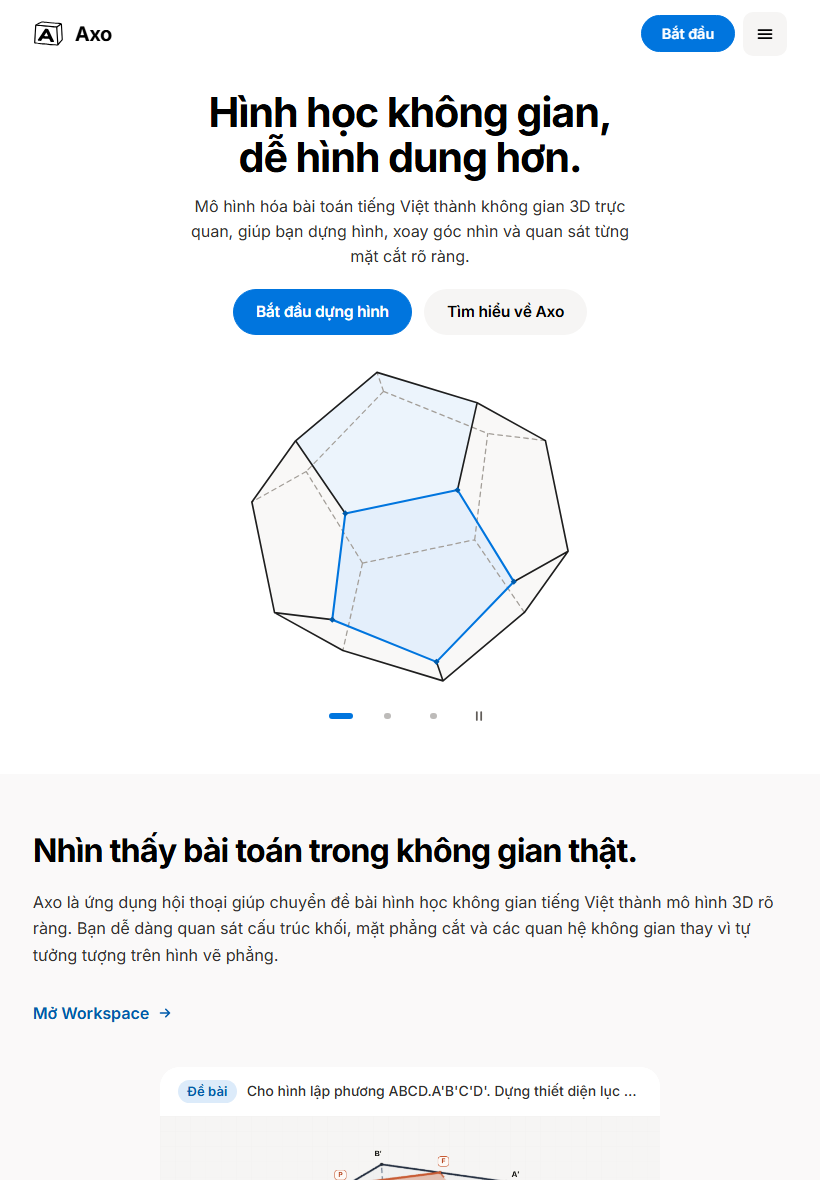 A Axo
Bắt đầu
Hình học không gian,
dễ hình dung hơn.
Mô hình hóa bài toán tiếng Việt thành không gian 3D trực
quan, giúp bạn dựng hình, xoay góc nhìn và quan sát từng
mặt cắt rõ ràng.
Bắt đầu dựng hình
Tìm hiểu về Axo
Nhìn thấy bài toán trong không gian thật.
Axo là ứng dụng hội thoại giúp chuyển đề bài hình học không gian tiếng Việt thành mô hình 3D rõ
ràng. Bạn dễ dàng quan sát cấu trúc khối, mặt phẳng cắt và các quan hệ không gian thay vì tự
tưởng tượng trên hình vẽ phẳng.
Mở Workspace →
Đề bài Cho hình lập phương ABCD.A'B'C'D'. Dựng thiết diện lục ...
B'
F
P
A'